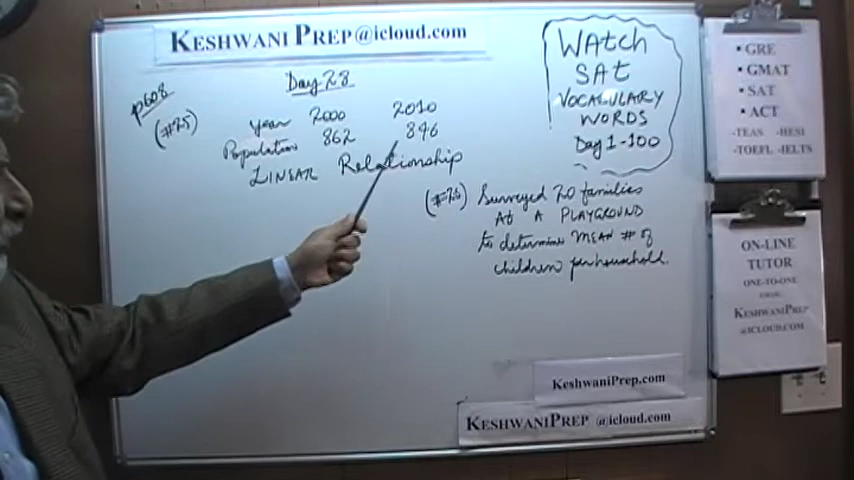 KESHWANIPREP@icloud.com
Day 28
p608
(#25)
year 2000 2010
Population 862 896
LINEAR Relationship
WAtch
SAT
VOCABULARY
WORDS
Day 1-100
(#26) Surveyed 20 families
At A PLAYGROUND
to determine MEAN # of
children per household.
• GRE
• GMAT
• SAT
• ACT
-TEAS -HESI
-TOEFL -IELTS
ON-LINE
TUTOR
ONE-TO-ONE
KESHWANIPREP
@ICLOUD.COM
KESHWANIPREP.com
KESHWANIPREP @icloud.com